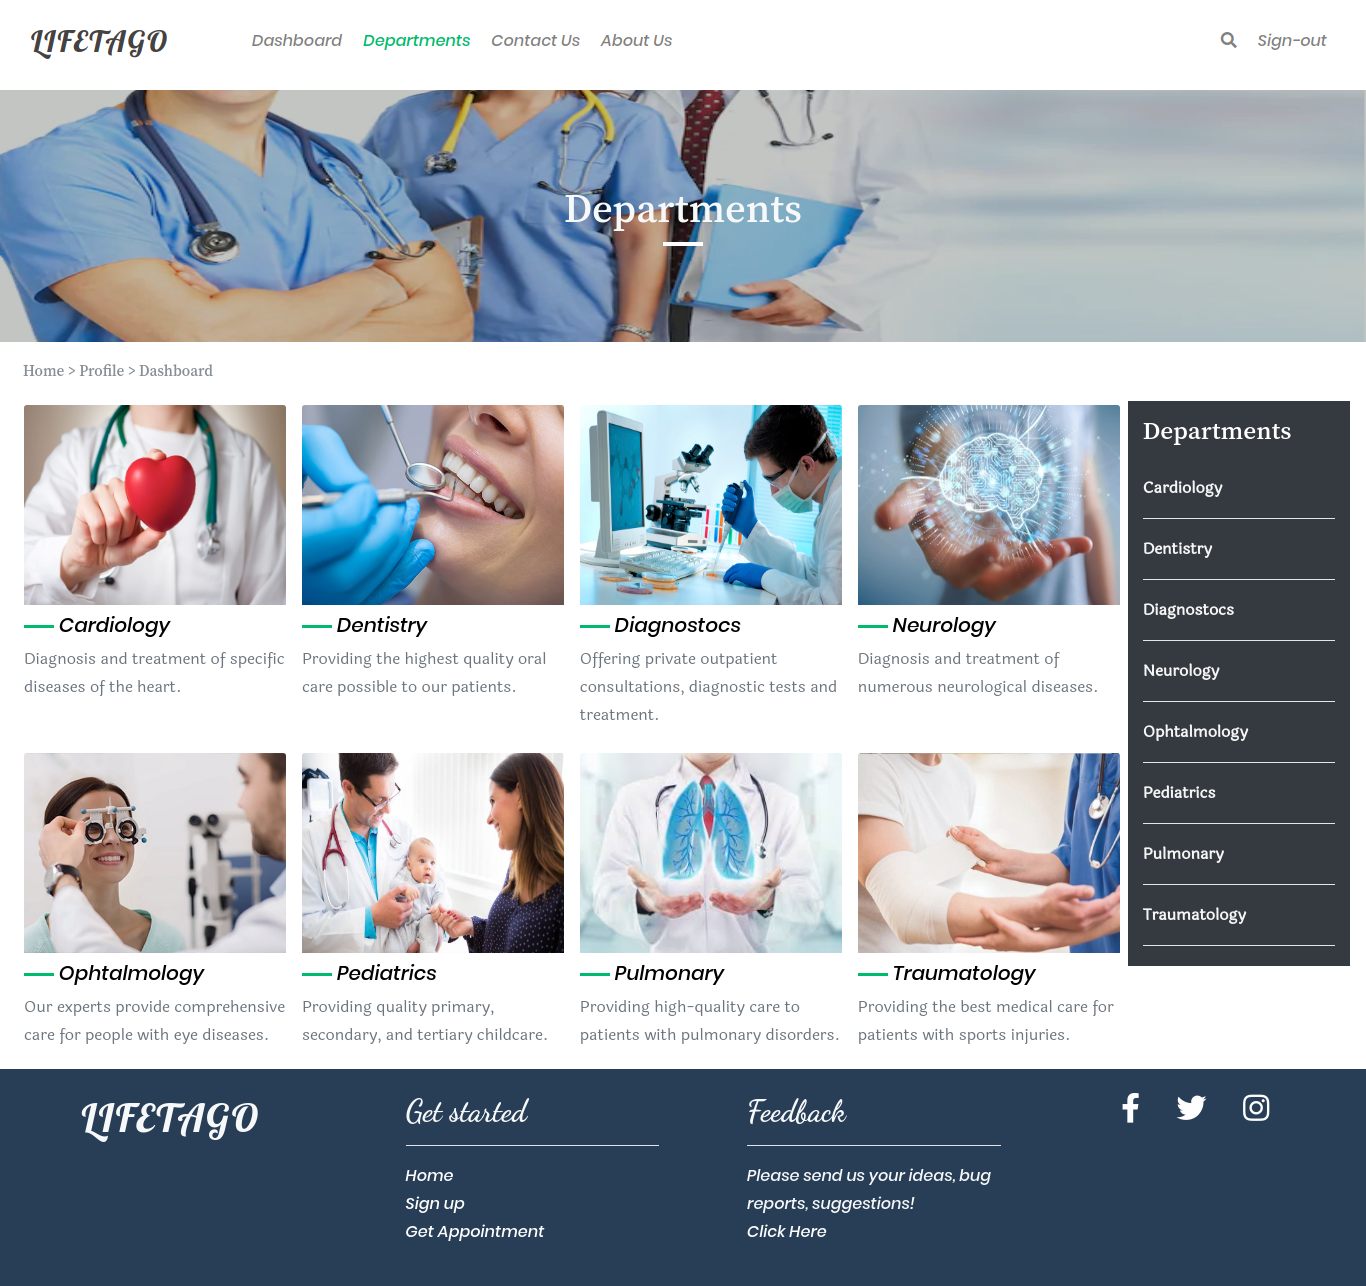 LIFETAGO
Dashboard Departments Contact Us About Us
Sign-out
Departments
Home > Profile > Dashboard
Cardiology
Diagnosis and treatment of specific
diseases of the heart.
Dentistry
Providing the highest quality oral
care possible to our patients.
Diagnostocs
Offering private outpatient
consultations, diagnostic tests and
treatment.
Neurology
Diagnosis and treatment of
numerous neurological diseases.
Ophtalmology
Our experts provide comprehensive
care for people with eye diseases.
Pediatrics
Providing quality primary,
secondary, and tertiary childcare.
Pulmonary
Providing high-quality care to
patients with pulmonary disorders.
Traumatology
Providing the best medical care for
patients with sports injuries.
Departments
Cardiology
Dentistry
Diagnostocs
Neurology
Ophtalmology
Pediatrics
Pulmonary
Traumatology
LIFETAGO
Get started
Home
Sign up
Get Appointment
Feedback
Please send us your ideas, bug
reports, suggestions!
Click Here